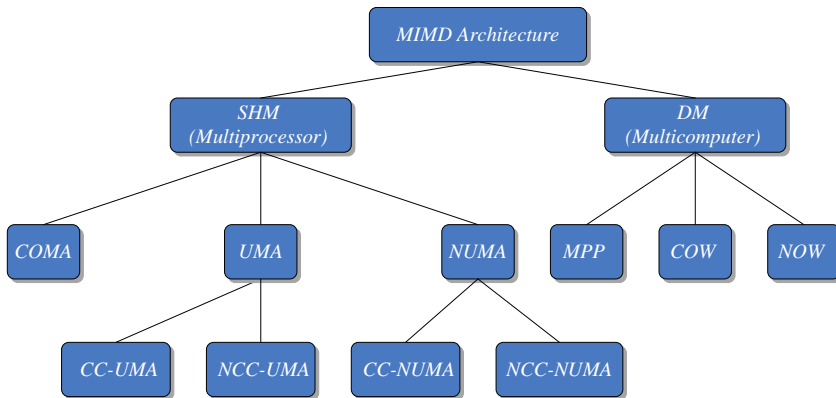 MIMD Architecture
SHM
(Multiprocessor)
DM
(Multicomputer)
COMA
UMA
NUMA
MPP
COW
NOW
CC-UMA
NCC-UMA
CC-NUMA
NCC-NUMA